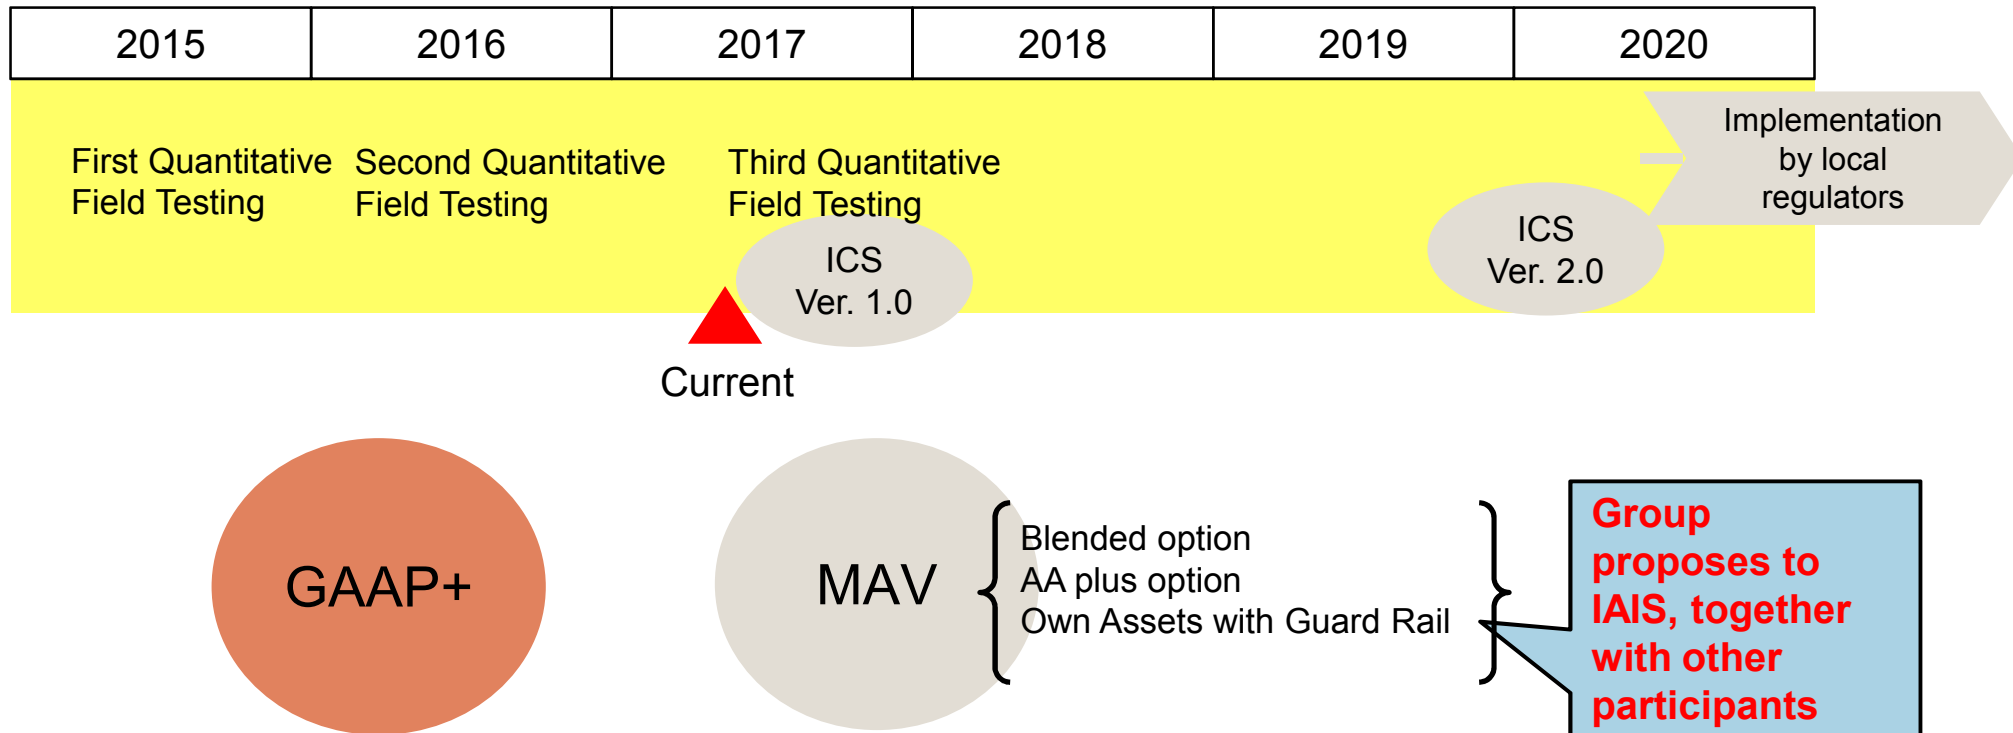 2015 2016 2017 2018 2019 2020
First Quantitative
Field Testing
Second Quantitative
Field Testing
Third Quantitative
Field Testing
ICS
Ver. 1.0
ICS
Ver. 2.0
Implementation
by local
regulators
Current
GAAP+
MAV
Blended option
AA plus option
Own Assets with Guard Rail
Group
proposes to
IAIS, together
with other
participants